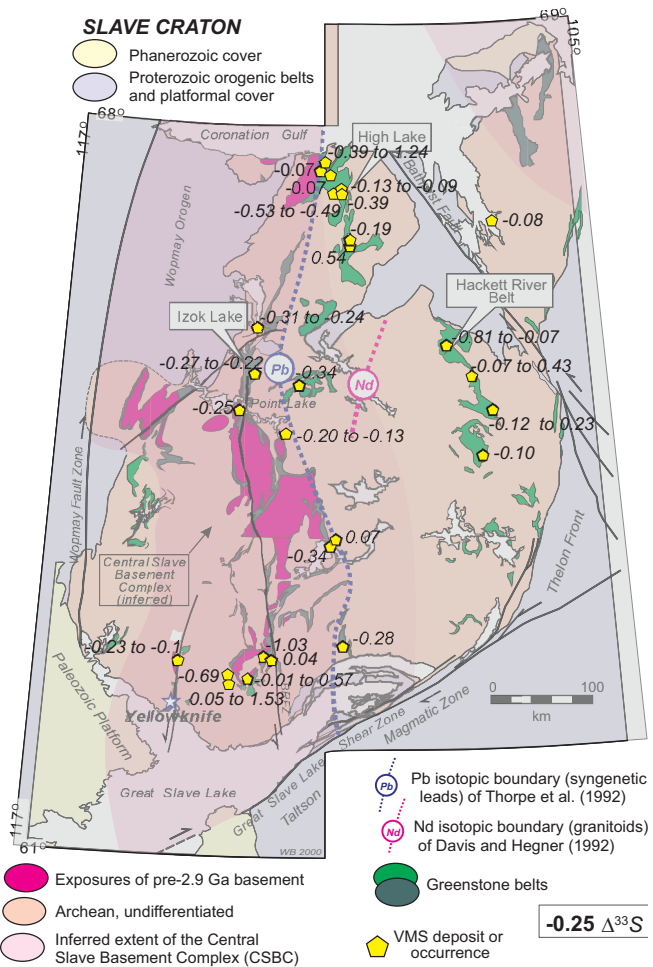 SLAVE CRATON
Phanerozoic cover
Proterozoic orogenic belts
and platformal cover
69º
105º
68º
117º
Coronation Gulf
High Lake
-0.39 to 1.24
-0.07
-0.07
-0.13 to -0.09
-0.39
-0.53 to -0.49
-0.19
0.54
Bathurst Fault
-0.08
Wopmay Orogen
Hackett River
Belt
Izok Lake
-0.31 to -0.24
-0.81 to -0.07
-0.27 to -0.22
Pb
-0.34
Nd
-0.07 to 0.43
-0.25
Point Lake
-0.12 to 0.23
-0.20 to -0.13
-0.10
Wopmay Fault Zone
0.07
-0.34
Central Slave
Basement
Complex
(inferred)
Thelon Front
-0.23 to -0.1
-1.03
0.04
-0.28
-0.69
-0.01 to 0.57
0.05 to 1.53
Yellowknife
Paleozoic Platform
0
100
km
Shear Zone
Magmatic Zone
Great Slave Lake
Great Slave Lake
Taltson
WB 2000
117º
61º
Pb
Pb isotopic boundary (syngenetic
leads) of Thorpe et al. (1992)
Nd
Nd isotopic boundary (granitoids)
of Davis and Hegner (1992)
Exposures of pre-2.9 Ga basement
Greenstone belts
Archean, undifferentiated
-0.25 Δ³³S
Inferred extent of the Central
Slave Basement Complex (CSBC)
VMS deposit or
occurrence